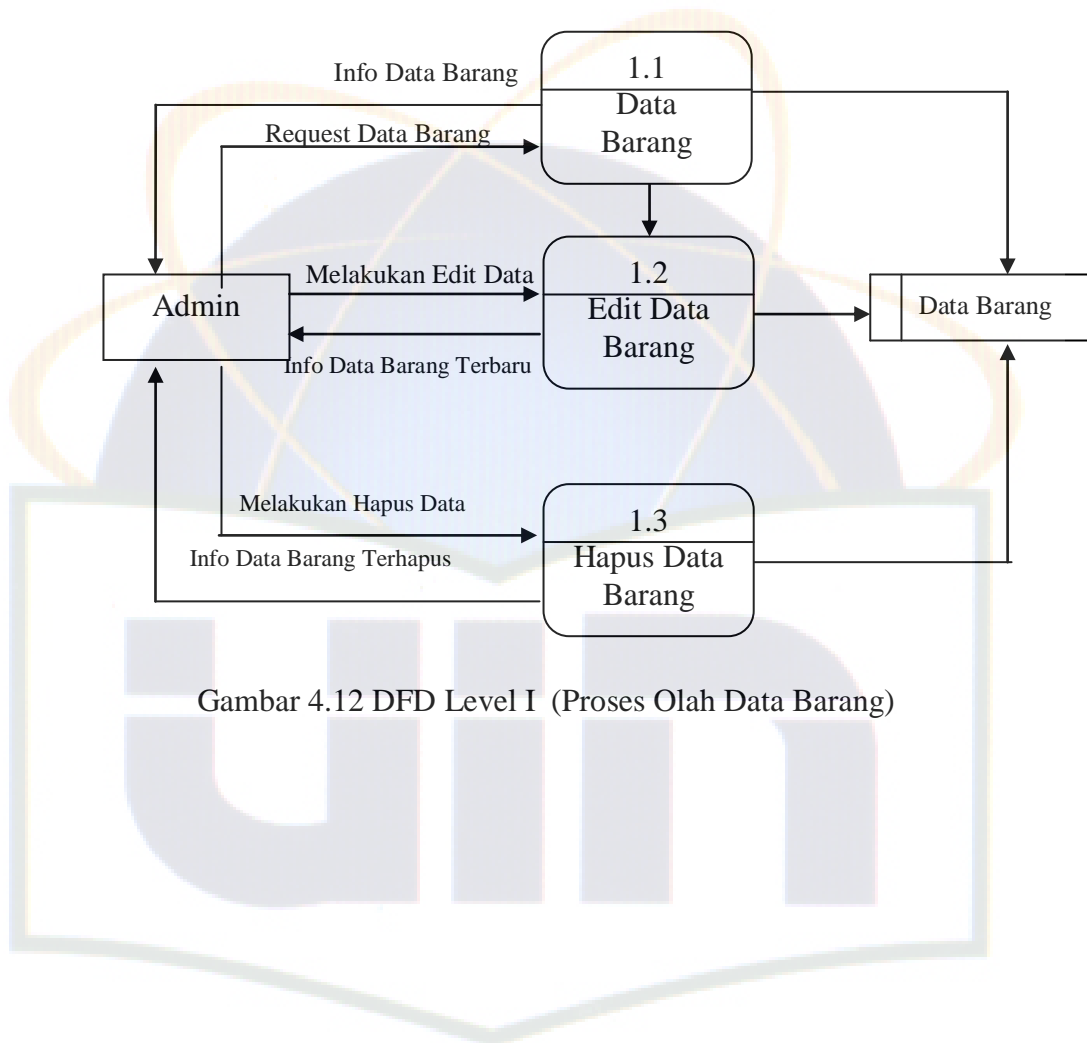 Info Data Barang
Request Data Barang
1.1
Data
Barang
Admin
Melakukan Edit Data
Info Data Barang Terbaru
1.2
Edit Data
Barang
Data Barang
Melakukan Hapus Data
Info Data Barang Terhapus
1.3
Hapus Data
Barang
Gambar 4.12 DFD Level I (Proses Olah Data Barang)
uin